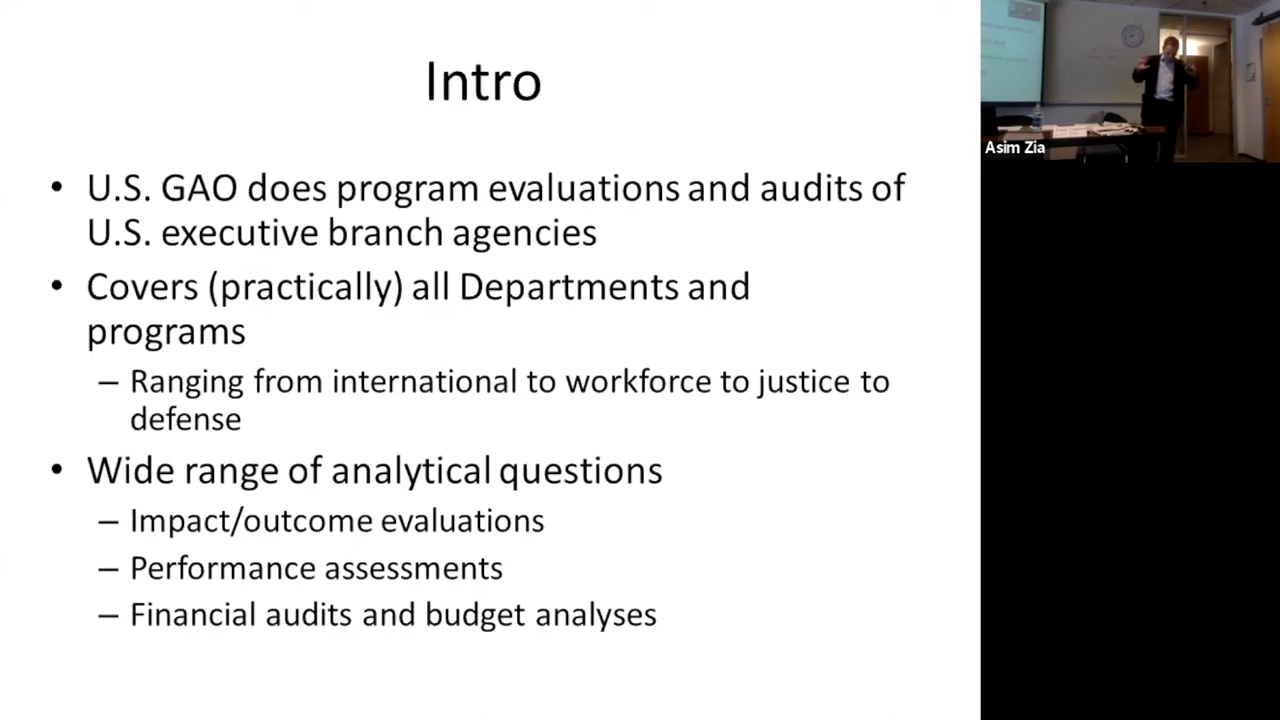 Intro
• U.S. GAO does program evaluations and audits of
U.S. executive branch agencies
• Covers (practically) all Departments and
programs
– Ranging from international to workforce to justice to
defense
• Wide range of analytical questions
– Impact/outcome evaluations
– Performance assessments
– Financial audits and budget analyses
Asim Zia